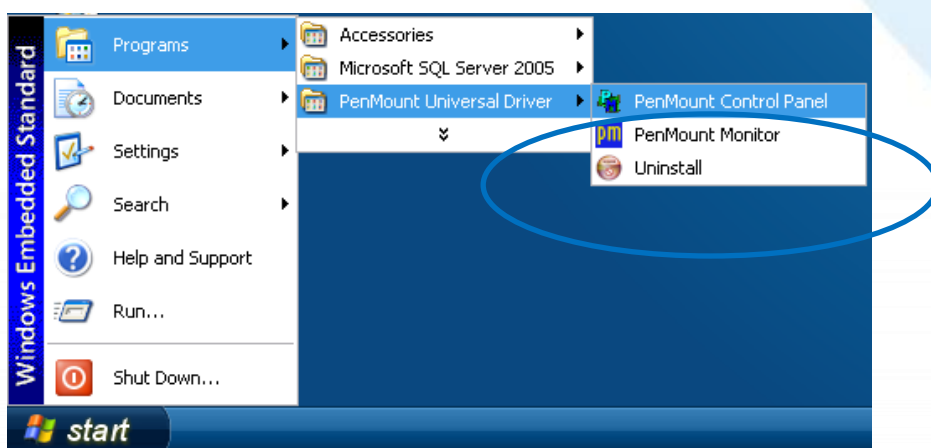 Windows Embedded Standard
Programs
Documents
Settings
Search
Help and Support
Run...
Shut Down...
Accessories
Microsoft SQL Server 2005
PenMount Universal Driver
PenMount Control Panel
pm PenMount Monitor
Uninstall
start